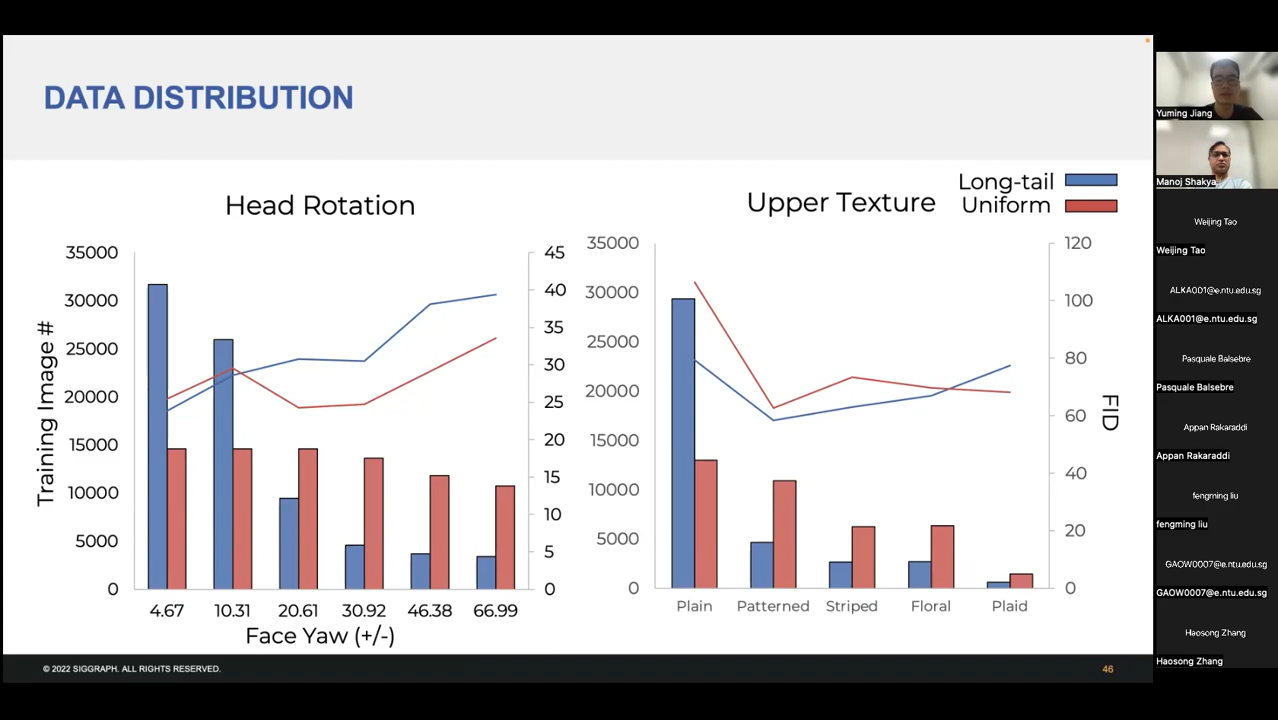 DATA DISTRIBUTION
Head Rotation
Upper Texture
Long-tail
Uniform
Training Image #
35000
30000
25000
20000
15000
10000
5000
0
45
40
35
30
25
20
15
10
5
0
4.67 10.31 20.61 30.92 46.38 66.99
Face Yaw (+/-)
35000
30000
25000
20000
15000
10000
5000
0
120
100
80
60
40
20
0
FID
Plain Patterned Striped Floral Plaid
© 2022 SIGGRAPH. ALL RIGHTS RESERVED.
46
Yuming Jiang
Manoj Shakya
Weijing Tao
Weijing Tao
ALKA001@e.ntu.edu.sg
ALKA001@e.ntu.edu.sg
Pasquale Balsebre
Pasquale Balsebre
Appan Rakaraddi
Appan Rakaraddi
fengming liu
fengming liu
GAOW0007@e.ntu.edu.sg
GAOW0007@e.ntu.edu.sg
Haosong Zhang
Haosong Zhang